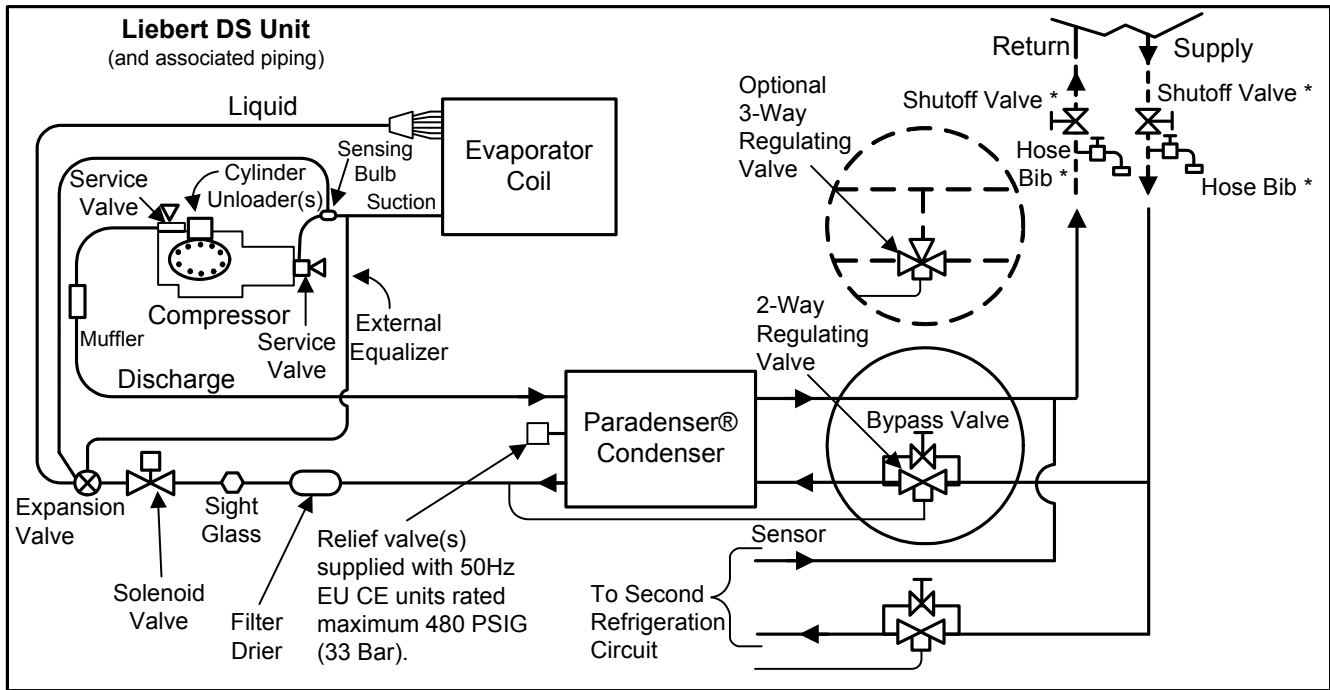 Liebert DS Unit
(and associated piping)
Return
Supply
Shutoff Valve *
Shutoff Valve *
Hose
Bib *
Hose Bib *
Optional
3-Way
Regulating
Valve
Liquid
Evaporator
Coil
Sensing
Bulb
Suction
Cylinder
Unloader(s)
Service
Valve
Compressor
Service
Valve
External
Equalizer
Muffler
Discharge
2-Way
Regulating
Valve
Bypass Valve
Paradenser®
Condenser
Expansion
Valve
Solenoid
Valve
Sight
Glass
Filter
Drier
Relief valve(s)
supplied with 50Hz
EU CE units rated
maximum 480 PSIG
(33 Bar).
Sensor
To Second
Refrigeration
Circuit